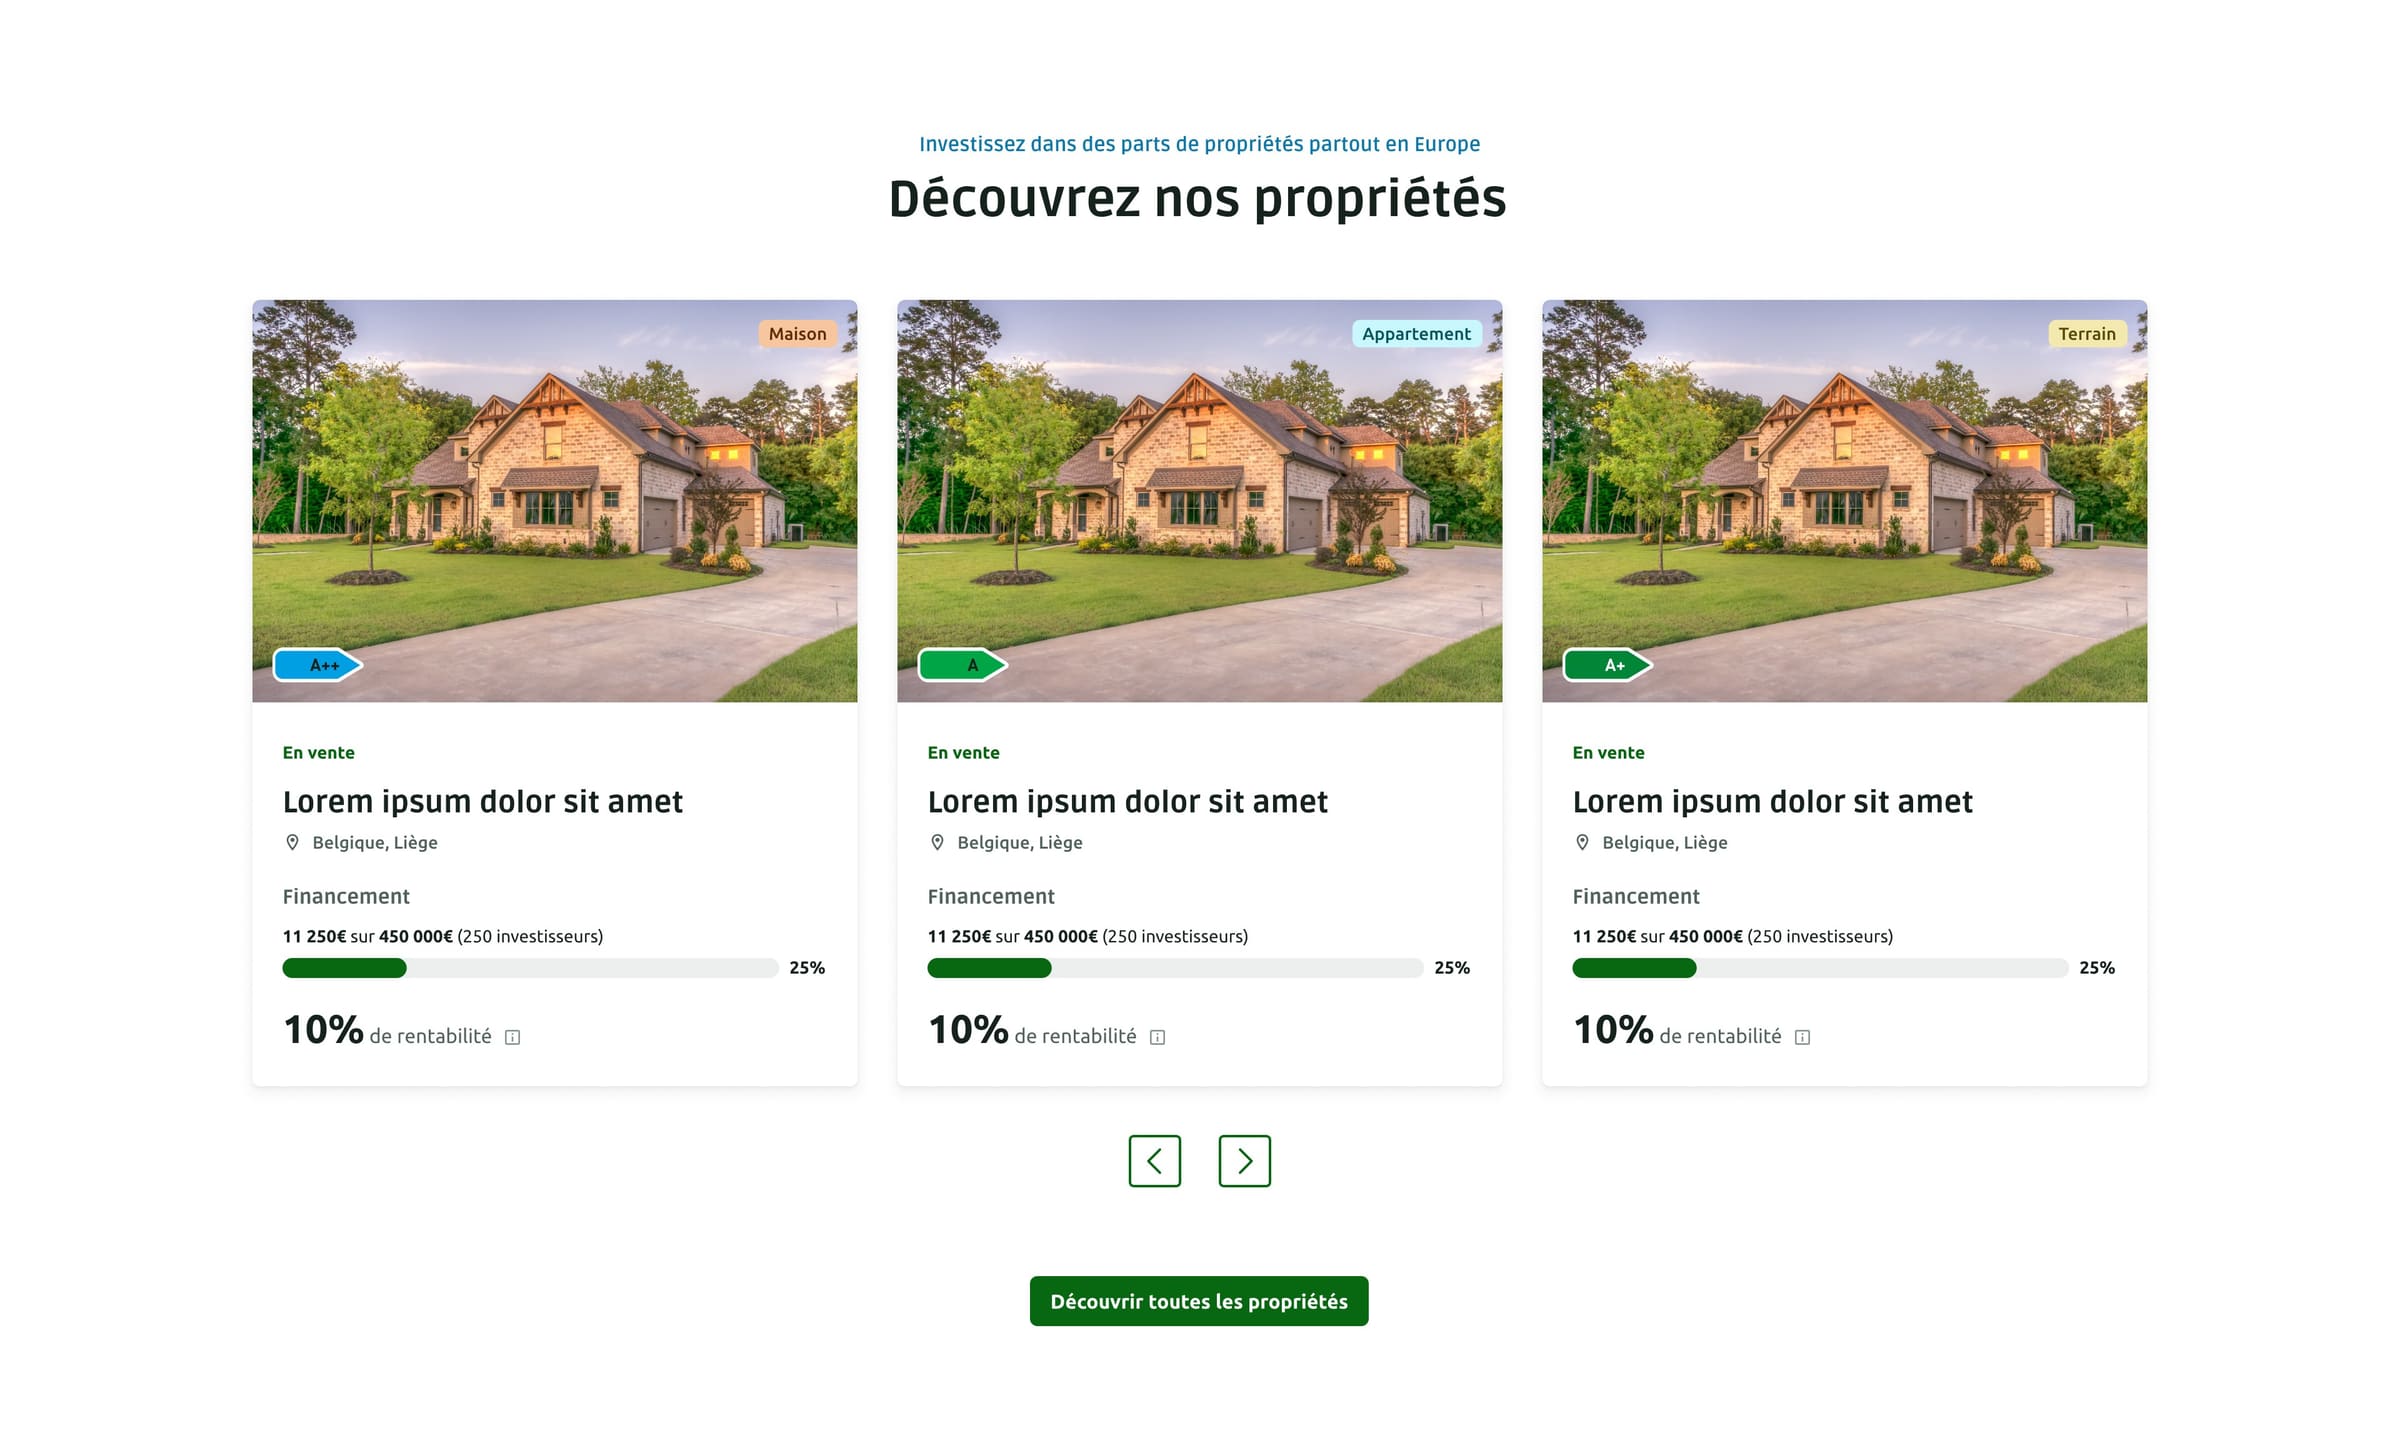 Investissez dans des parts de propriétés partout en Europe
Découvrez nos propriétés
Maison
A++
En vente
Lorem ipsum dolor sit amet
Belgique, Liège
Financement
11 250€ sur 450 000€ (250 investisseurs)
25%
10% de rentabilité
Appartement
A
En vente
Lorem ipsum dolor sit amet
Belgique, Liège
Financement
11 250€ sur 450 000€ (250 investisseurs)
25%
10% de rentabilité
Terrain
A+
En vente
Lorem ipsum dolor sit amet
Belgique, Liège
Financement
11 250€ sur 450 000€ (250 investisseurs)
25%
10% de rentabilité
Découvrir toutes les propriétés